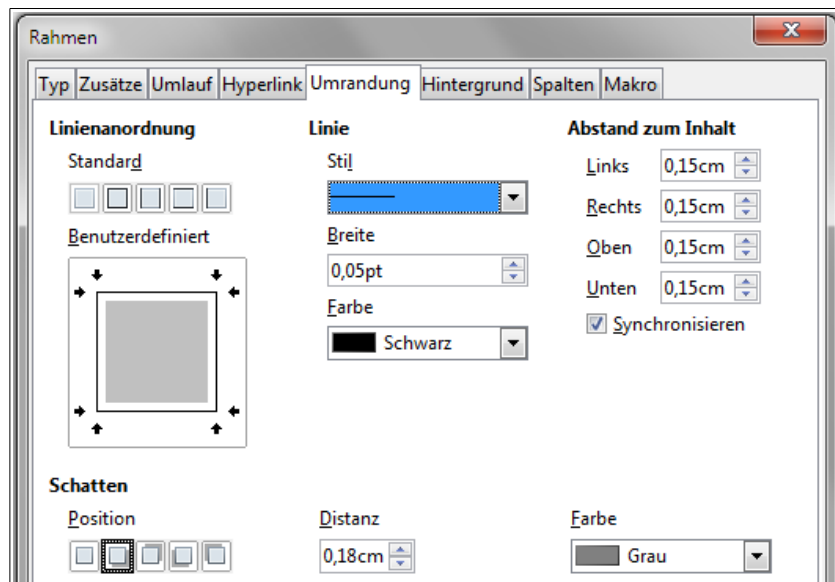 Rahmen
Typ Zusätze Umlauf Hyperlink Umrandung Hintergrund Spalten Makro
Linienanordnung
Standard
Benutzerdefiniert
Linie
Stil
Breite
0,05pt
Farbe
Schwarz
Abstand zum Inhalt
Links 0,15cm
Rechts 0,15cm
Oben 0,15cm
Unten 0,15cm
Synchronisieren
Schatten
Position
Distanz
0,18cm
Farbe
Grau